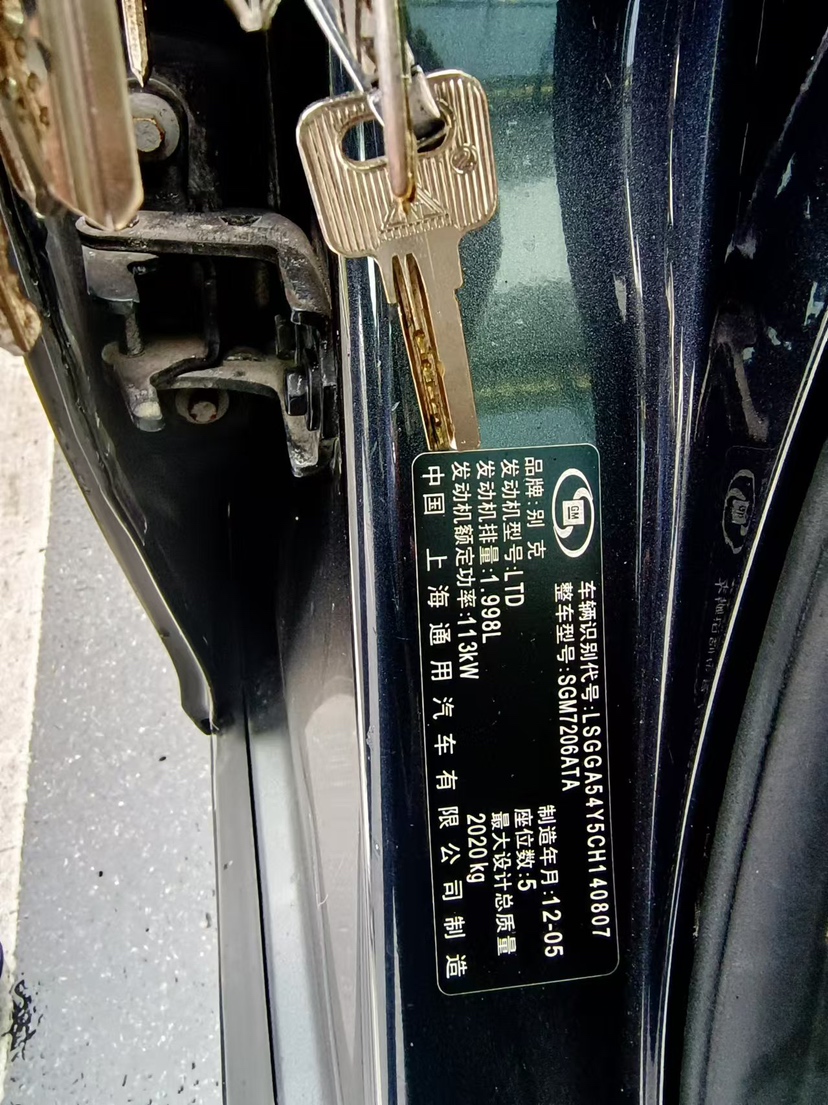 GM
车辆识别代号:LSGGA54Y5CH140807
整车型号:SGM7206ATA
品牌:别 克
制造年月:12-05
发动机型号:LTD
座位数:5
发动机排量:1.998L
最大设计总质量
发动机额定功率:113kW
2020kg
中国 上海通用汽车有限公司制造